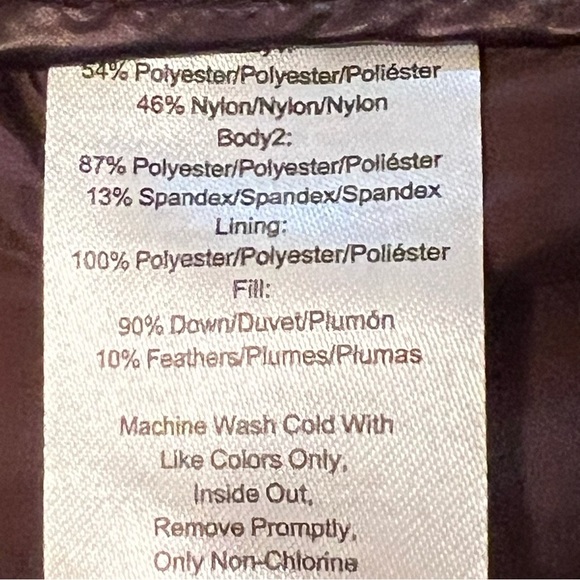 54% Polyester/Polyester/Poliéster
46% Nylon/Nylon/Nylon
Body2:
87% Polyester/Polyester/Poliéster
13% Spandex/Spandex/Spandex
Lining:
100% Polyester/Polyester/Poliéster
Fill:
90% Down/Duvet/Plumón
10% Feathers/Plumes/Plumas
Machine Wash Cold With
Like Colors Only,
Inside Out,
Remove Promptly,
Only Non-Chlorine